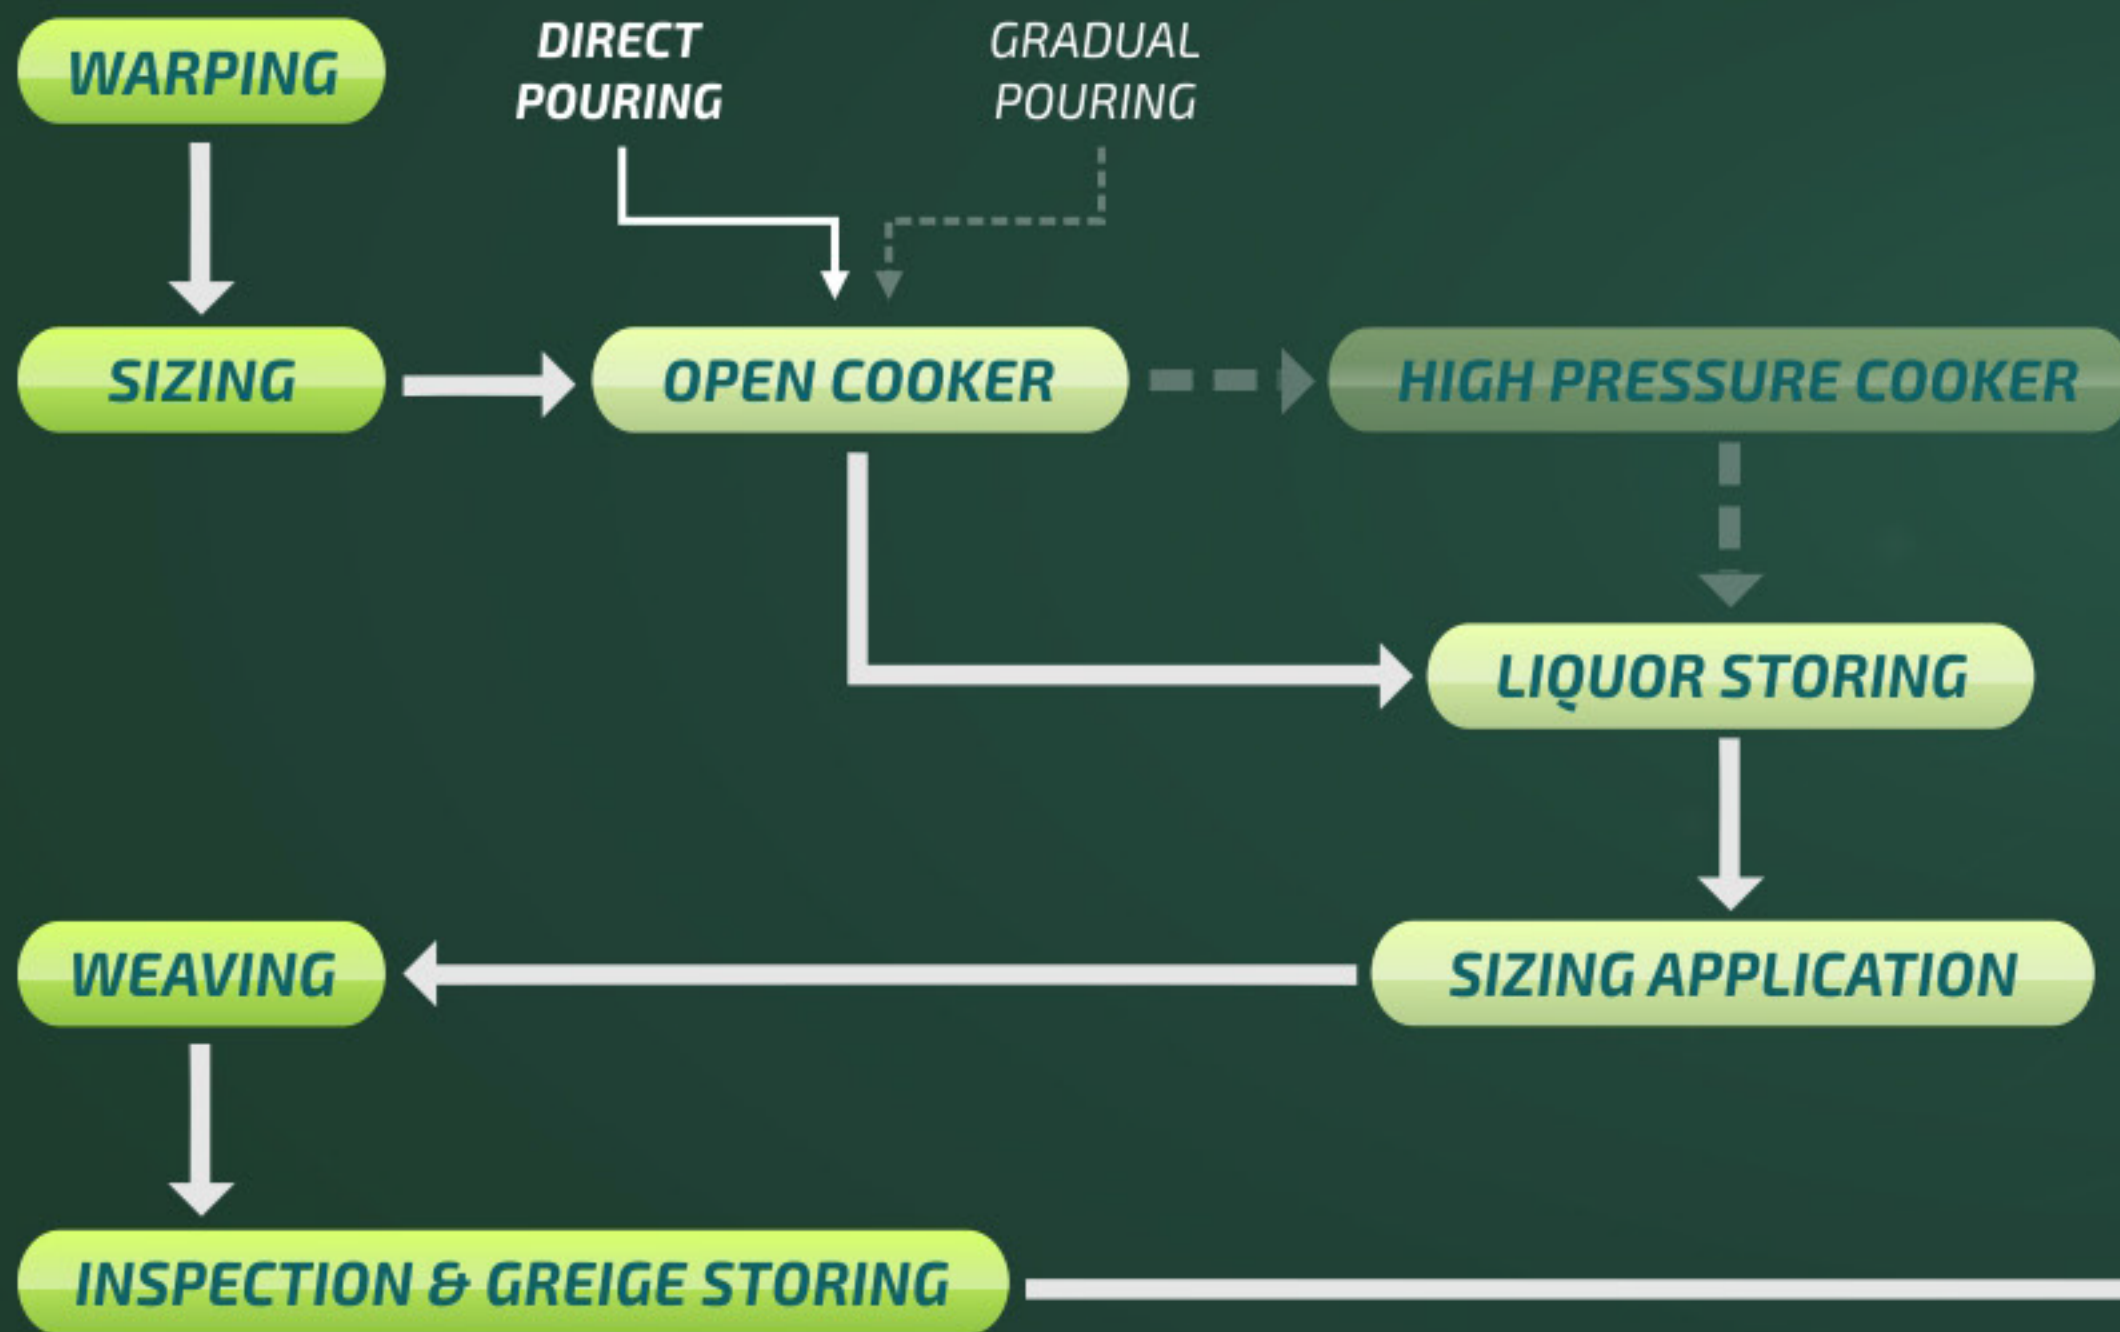 WARPING
DIRECT
POURING
GRADUAL
POURING
SIZING
OPEN COOKER
HIGH PRESSURE COOKER
LIQUOR STORING
WEAVING
SIZING APPLICATION
INSPECTION & GREIGE STORING